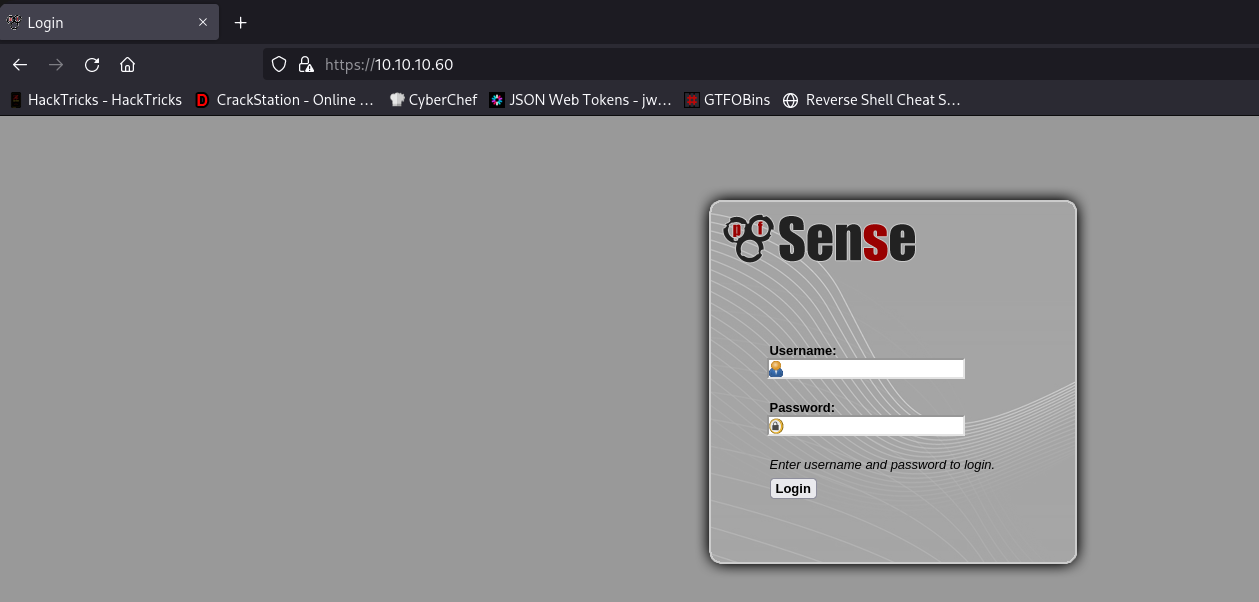 Login
https://10.10.10.60
HackTricks - HackTricks CrackStation - Online … CyberChef JSON Web Tokens - jw… GTFOBins Reverse Shell Cheat S…
pf Sense
Username:
Password:
Enter username and password to login.
Login